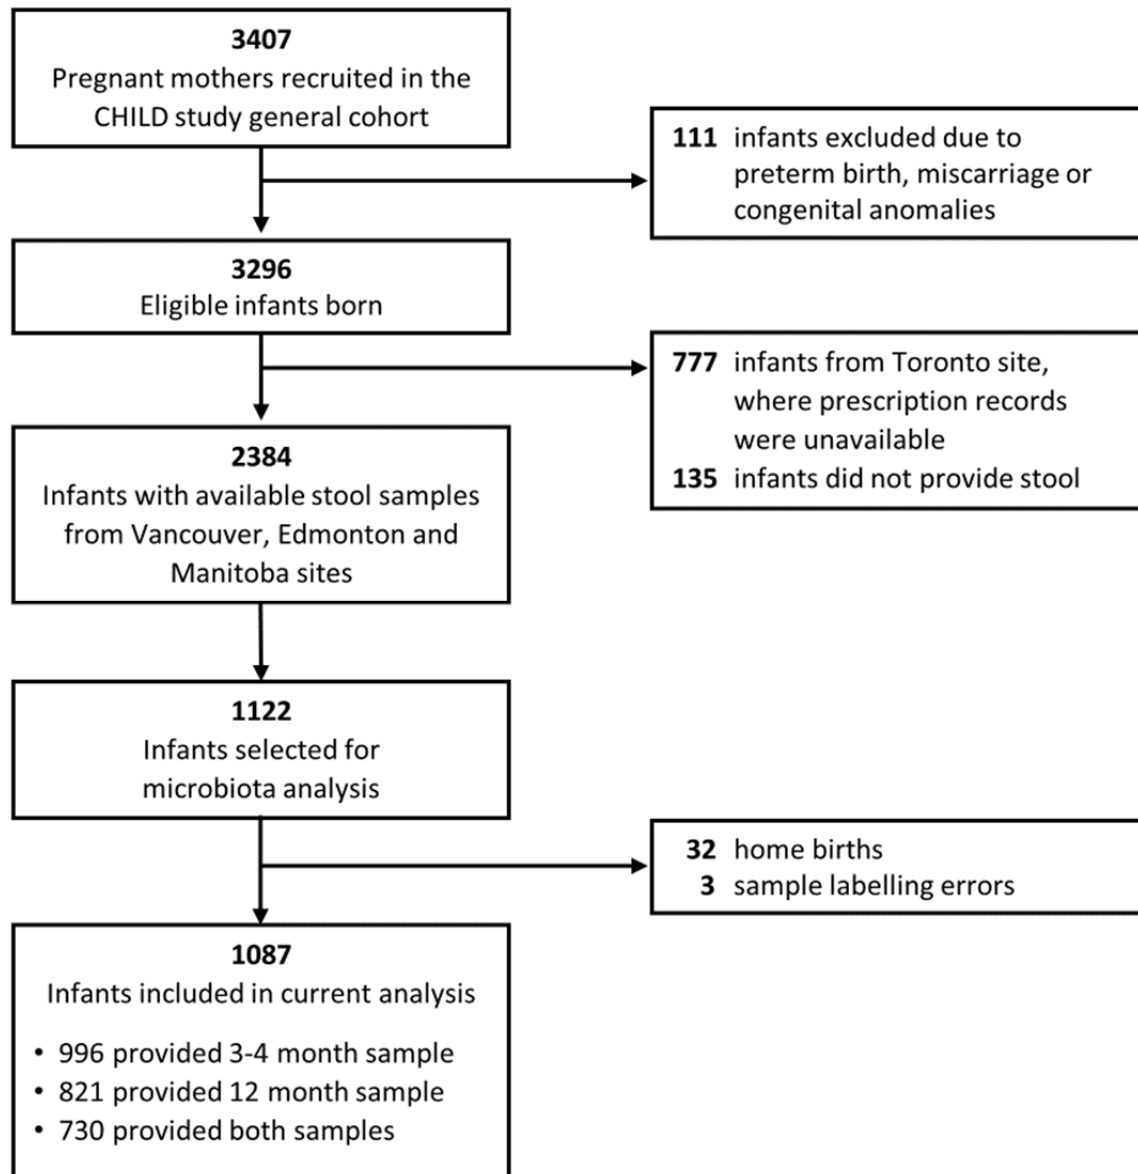 3407
Pregnant mothers recruited in the
CHILD study general cohort
111 infants excluded due to
preterm birth, miscarriage or
congenital anomalies
3296
Eligible infants born
777 infants from Toronto site,
where prescription records
were unavailable
135 infants did not provide stool
2384
Infants with available stool samples
from Vancouver, Edmonton and
Manitoba sites
1122
Infants selected for
microbiota analysis
32 home births
3 sample labelling errors
1087
Infants included in current analysis
• 996 provided 3-4 month sample
• 821 provided 12 month sample
• 730 provided both samples